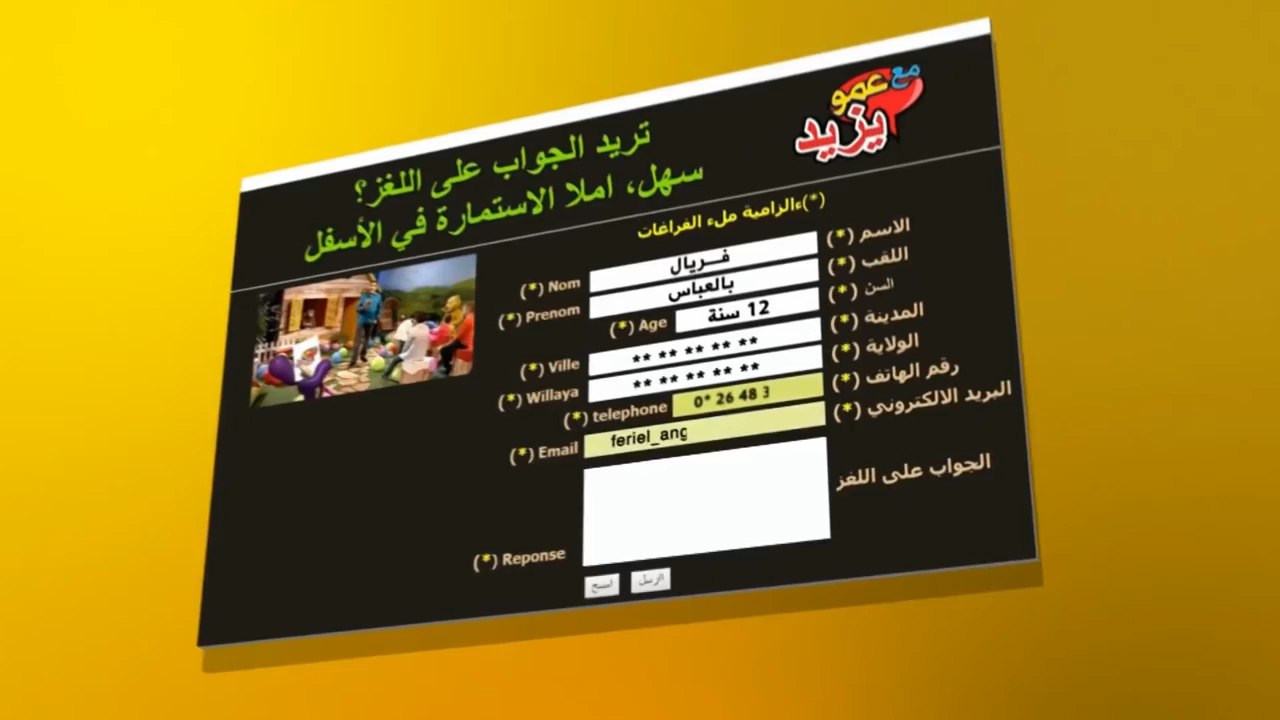 مع
عمو
يزيد
تريد الجواب على اللغز؟
سهل، املا الاستمارة في الأسفل
(*)ءالزامية ملء الفراغات
(*) Nom فـريال الاسم (*)
(*) Prenom بالعباس اللقب (*)
(*) Age 12 سنة السن (*)
(*) Ville ** ** ** ** ** ** المدينة (*)
(*) Willaya ** ** ** ** ** ** الولاية (*)
(*) telephone 0* 26 48 3 رقم الهاتف (*)
(*) Email feriel_ang البريد الالكتروني (*)
(*) Reponse الجواب على اللغز
امسح ارسل